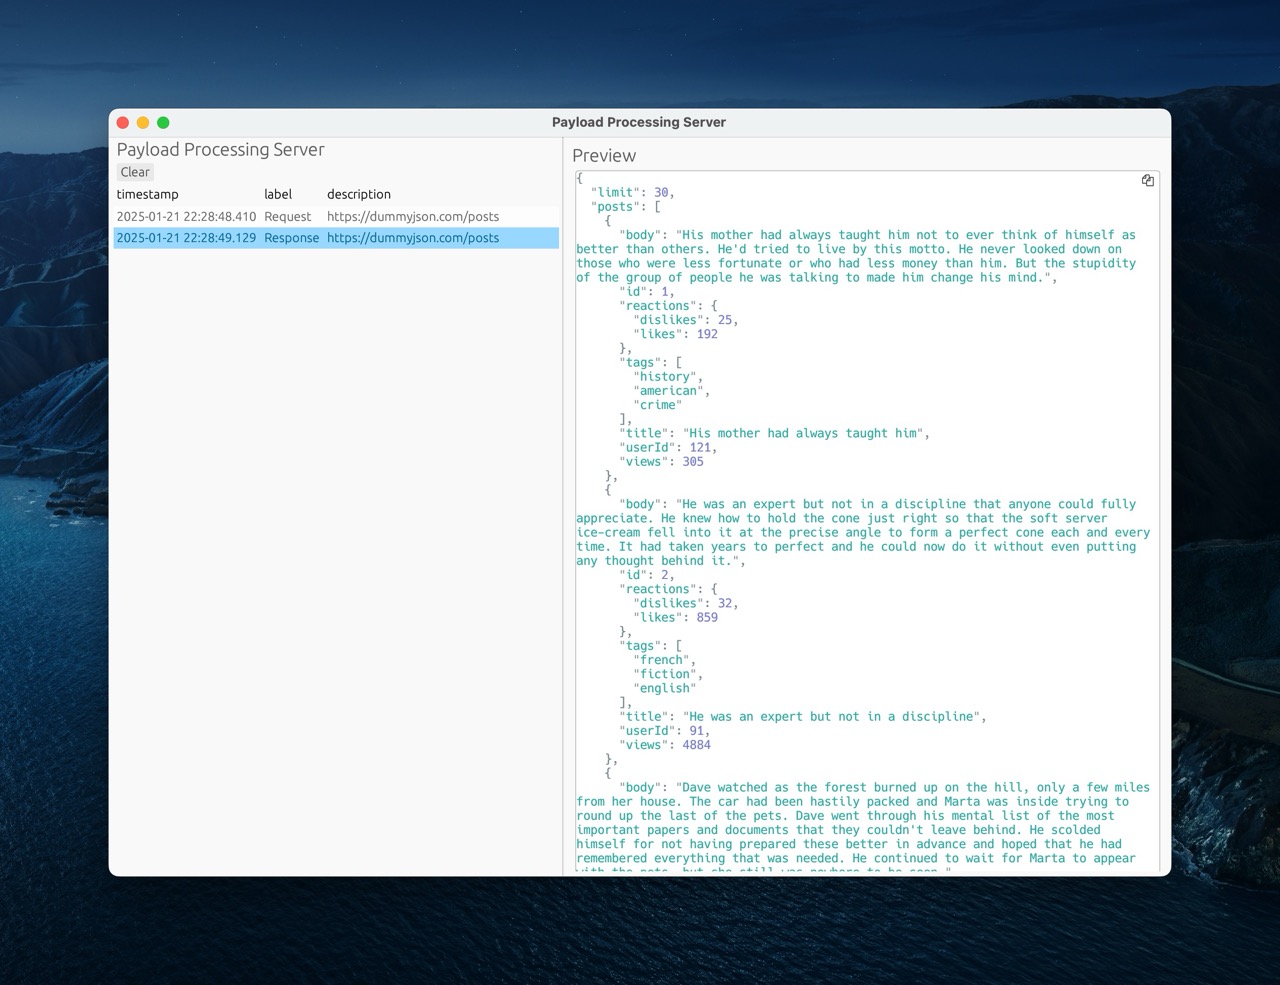 Payload Processing Server
Payload Processing Server
Clear
timestamp label description
2025-01-21 22:28:48.410 Request https://dummyjson.com/posts
2025-01-21 22:28:49.129 Response https://dummyjson.com/posts
Preview
{
  "limit": 30,
  "posts": [
    {
      "body": "His mother had always taught him not to ever think of himself as
better than others. He'd tried to live by this motto. He never looked down on
those who were less fortunate or who had less money than him. But the stupidity
of the group of people he was talking to made him change his mind.",
      "id": 1,
      "reactions": {
        "dislikes": 25,
        "likes": 192
      },
      "tags": [
        "history",
        "american",
        "crime"
      ],
      "title": "His mother had always taught him",
      "userId": 121,
      "views": 305
    },
    {
      "body": "He was an expert but not in a discipline that anyone could fully
appreciate. He knew how to hold the cone just right so that the soft server
ice-cream fell into it at the precise angle to form a perfect cone each and every
time. It had taken years to perfect and he could now do it without even putting
any thought behind it.",
      "id": 2,
      "reactions": {
        "dislikes": 32,
        "likes": 859
      },
      "tags": [
        "french",
        "fiction",
        "english"
      ],
      "title": "He was an expert but not in a discipline",
      "userId": 91,
      "views": 4884
    },
    {
      "body": "Dave watched as the forest burned up on the hill, only a few miles
from her house. The car had been hastily packed and Marta was inside trying to
round up the last of the pets. Dave went through his mental list of the most
important papers and documents that they couldn't leave behind. He scolded
himself for not having prepared these better in advance and hoped that he had
remembered everything that was needed. He continued to wait for Marta to appear
with the pets, but she still was nowhere to be seen."